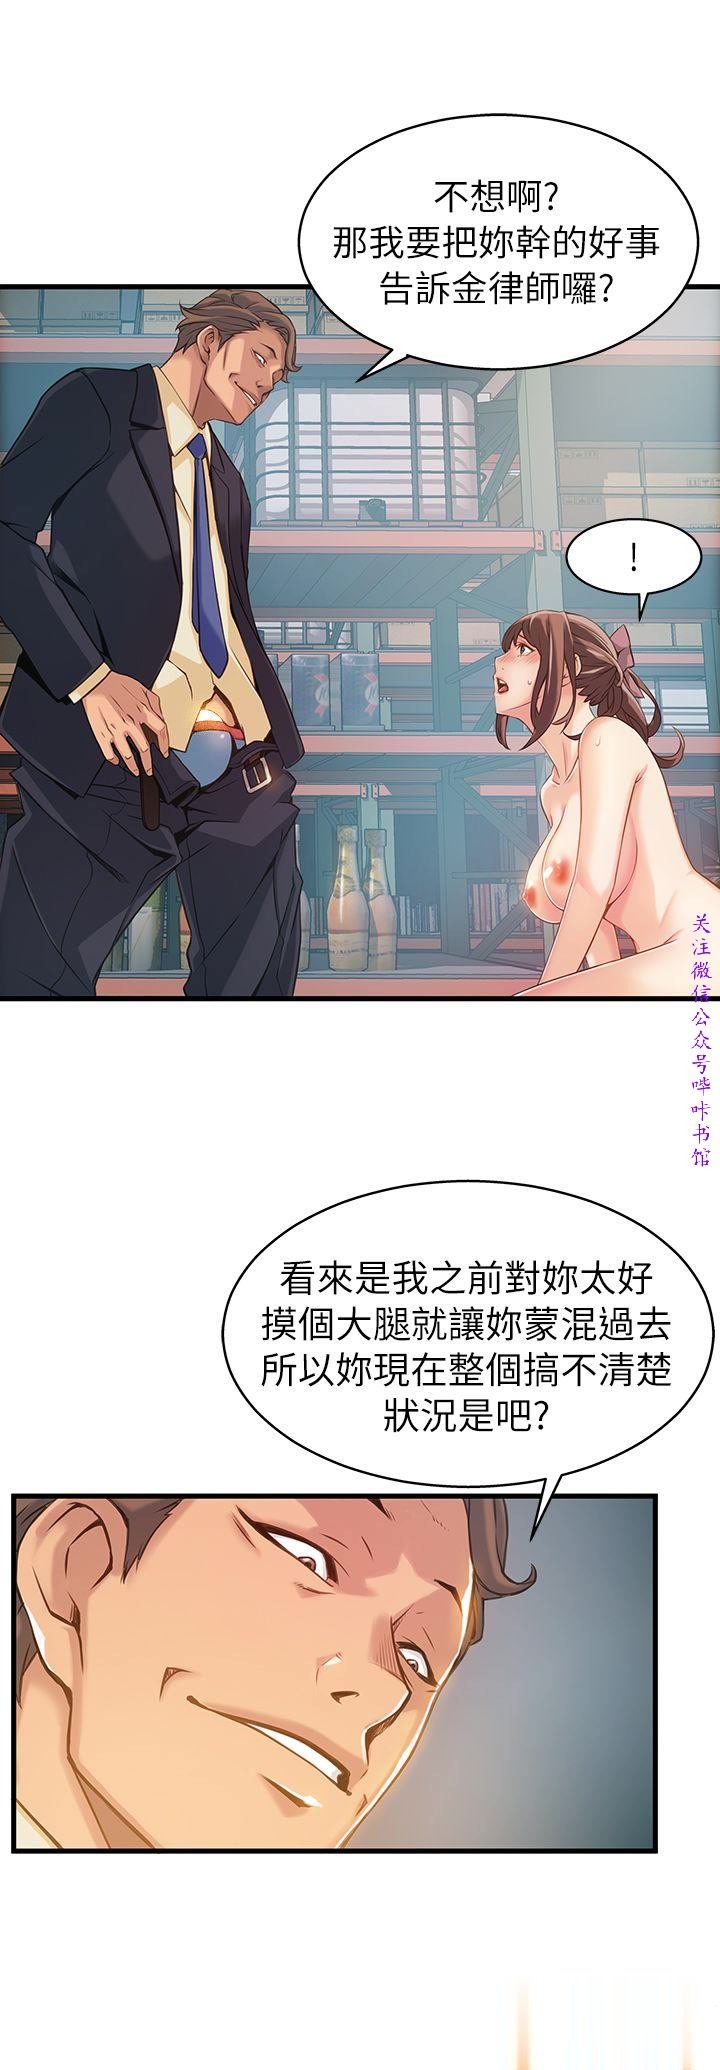 不想啊?
那我要把妳幹的好事
告訴金律師囉?
!
关注微信公众号哔咔书馆
看來是我之前對妳太好
摸個大腿就讓妳蒙混過去
所以妳現在整個搞不清楚
狀況是吧?